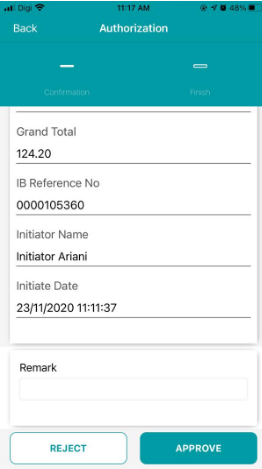 Digi 11:17 AM 48%
Back Authorization
Confirmation Finish
Grand Total
124.20
IB Reference No
0000105360
Initiator Name
Initiator Ariani
Initiate Date
23/11/2020 11:11:37
Remark
REJECT APPROVE